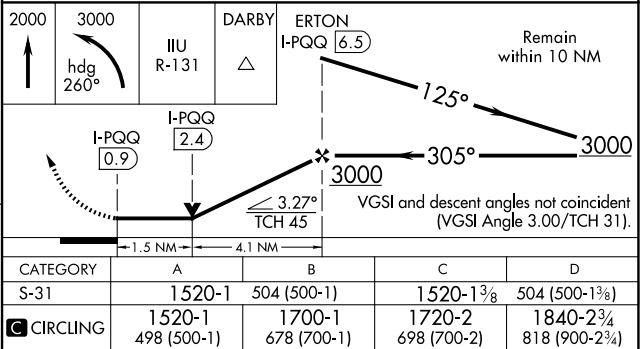 2000
3000
hdg
260°
IIU
R-131
DARBY
ERTON
I-PQQ 6.5
Remain
within 10 NM
125°
3000
305°
3000
I-PQQ
2.4
I-PQQ
0.9
3.27°
TCH 45
VGSI and descent angles not coincident
(VGSI Angle 3.00/TCH 31).
1.5 NM
4.1 NM
CATEGORY A B C D
S-31 1520-1 504 (500-1) 1520-1⅜ 504 (500-1⅜)
C CIRCLING 1520-1 1700-1 1720-2 1840-2¾
498 (500-1) 678 (700-1) 698 (700-2) 818 (900-2¾)